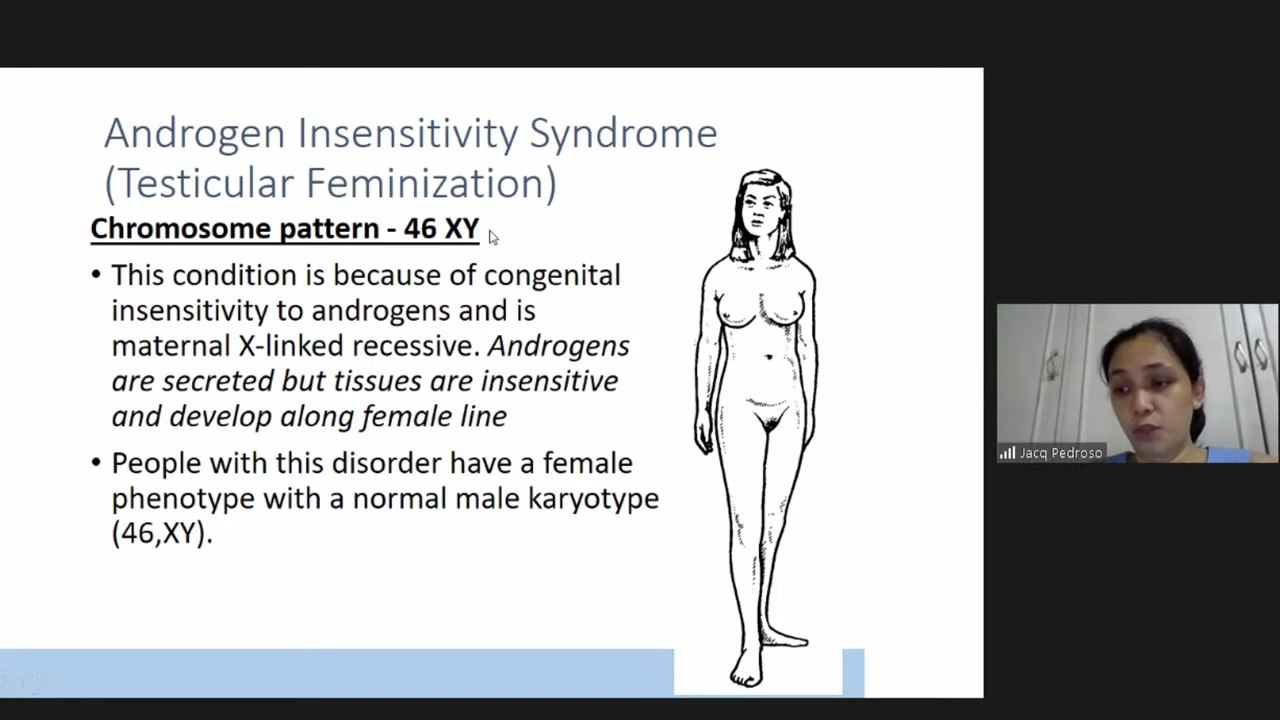 Androgen Insensitivity Syndrome
(Testicular Feminization)
Chromosome pattern - 46 XY
• This condition is because of congenital
insensitivity to androgens and is
maternal X-linked recessive. Androgens
are secreted but tissues are insensitive
and develop along female line
• People with this disorder have a female
phenotype with a normal male karyotype
(46,XY).
Jacq Pedroso